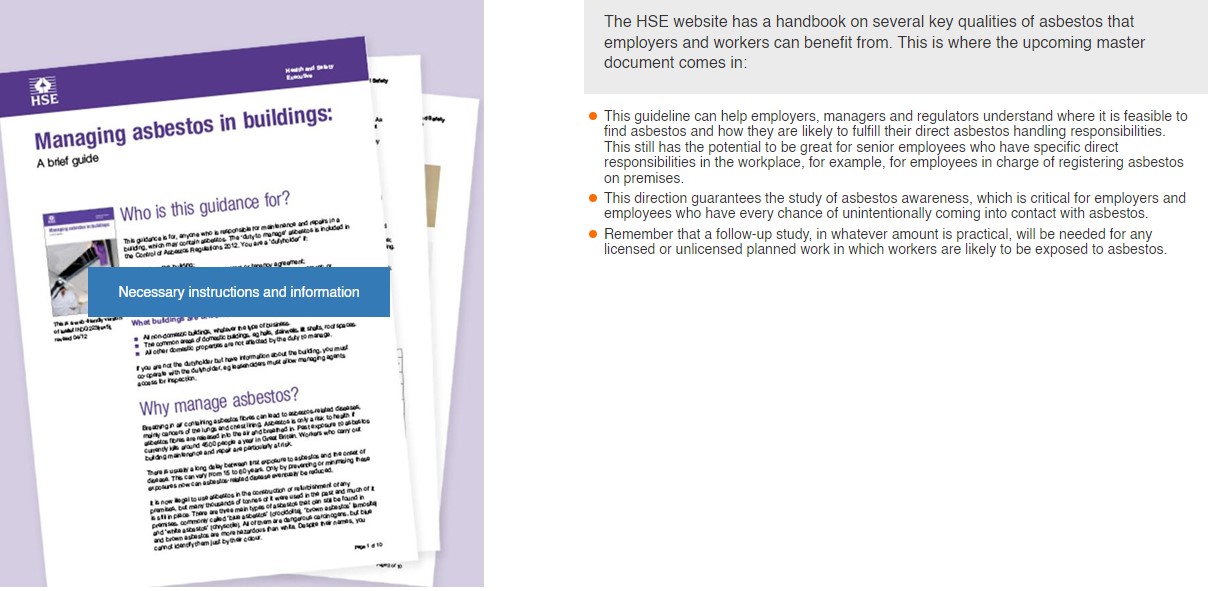 Health and Safety
Executive
HSE
Managing asbestos in buildings:
A brief guide
Who is this guidance for?
This guidance is for, anyone who is responsible for maintenance and repairs in a
building, which may contain asbestos. The 'duty to manage' asbestos is included in
the Control of Asbestos Regulations 2012. You are a 'dutyholder' if:
Managing asbestos in buildings:
building:
or tenancy agreement;
This is a web-friendly version
revised 04/12
Necessary instructions and information
What buildings are
All non-domestic buildings, whatever the type of business.
The common areas of domestic buildings, eg halls, stairwells, lift shafts, roof spaces.
All other domestic properties are not affected by the duty to manage.
If you are not the dutyholder but have information about the building, you must
co-operate with the dutyholder, eg leaseholders must allow managing agents
access for inspection.
Why manage asbestos?
Breathing in air containing asbestos fibres can lead to asbestos-related diseases,
mainly cancers of the lungs and chest lining. Asbestos is only a risk to health if
asbestos fibres are released into the air and breathed in. Past exposure to asbestos
currently kills around 4500 people a year in Great Britain. Workers who carry out
building maintenance and repair are particularly at risk.
There is usually a long delay between first exposure to asbestos and the onset of
disease. This can vary from 15 to 60 years. Only by preventing or minimising these
exposures now can asbestos-related disease eventually be reduced.
It is now illegal to use asbestos in the construction or refurbishment of any
premises, but many thousands of tonnes of it were used in the past and much of it
is still in place. There are three main types of asbestos that can still be found in
premises, commonly called 'blue asbestos' (crocidolite), 'brown asbestos' (amosite)
and 'white asbestos' (chrysotile). All of them are dangerous carcinogens, but blue
and brown asbestos are more hazardous than white. Despite their names, you
cannot identify them just by their colour.
Page 1 of 10
The HSE website has a handbook on several key qualities of asbestos that
employers and workers can benefit from. This is where the upcoming master
document comes in:
This guideline can help employers, managers and regulators understand where it is feasible to
find asbestos and how they are likely to fulfill their direct asbestos handling responsibilities.
This still has the potential to be great for senior employees who have specific direct
responsibilities in the workplace, for example, for employees in charge of registering asbestos
on premises.
This direction guarantees the study of asbestos awareness, which is critical for employers and
employees who have every chance of unintentionally coming into contact with asbestos.
Remember that a follow-up study, in whatever amount is practical, will be needed for any
licensed or unlicensed planned work in which workers are likely to be exposed to asbestos.